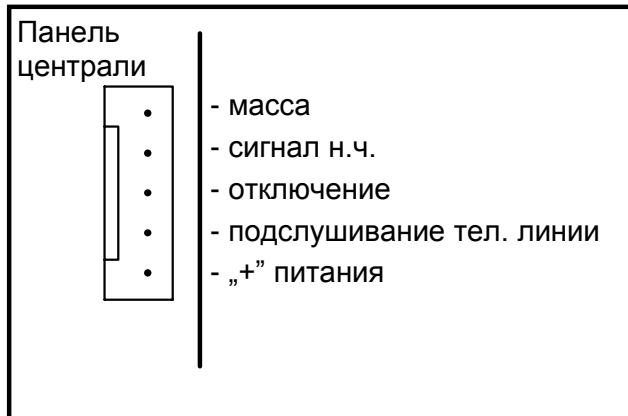 Панель
централи
- масса
- сигнал н.ч.
- отключение
- подслушивание тел. линии
- „+” питания